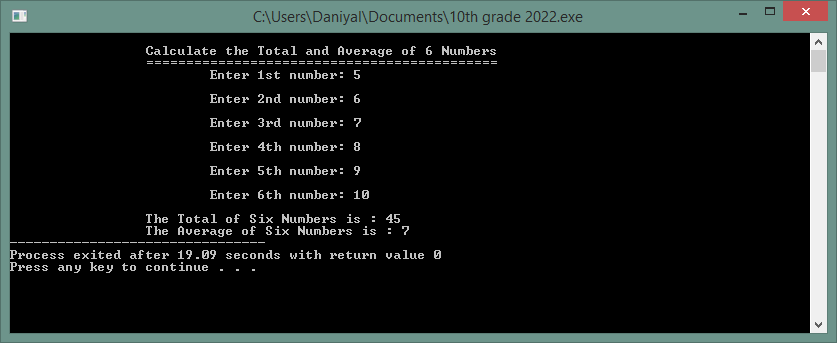 C:\Users\Daniyal\Documents\10th grade 2022.exe
Calculate the Total and Average of 6 Numbers
============================================
Enter 1st number: 5
Enter 2nd number: 6
Enter 3rd number: 7
Enter 4th number: 8
Enter 5th number: 9
Enter 6th number: 10
The Total of Six Numbers is : 45
The Average of Six Numbers is : 7
--------------------------------
Process exited after 19.09 seconds with return value 0
Press any key to continue . . .